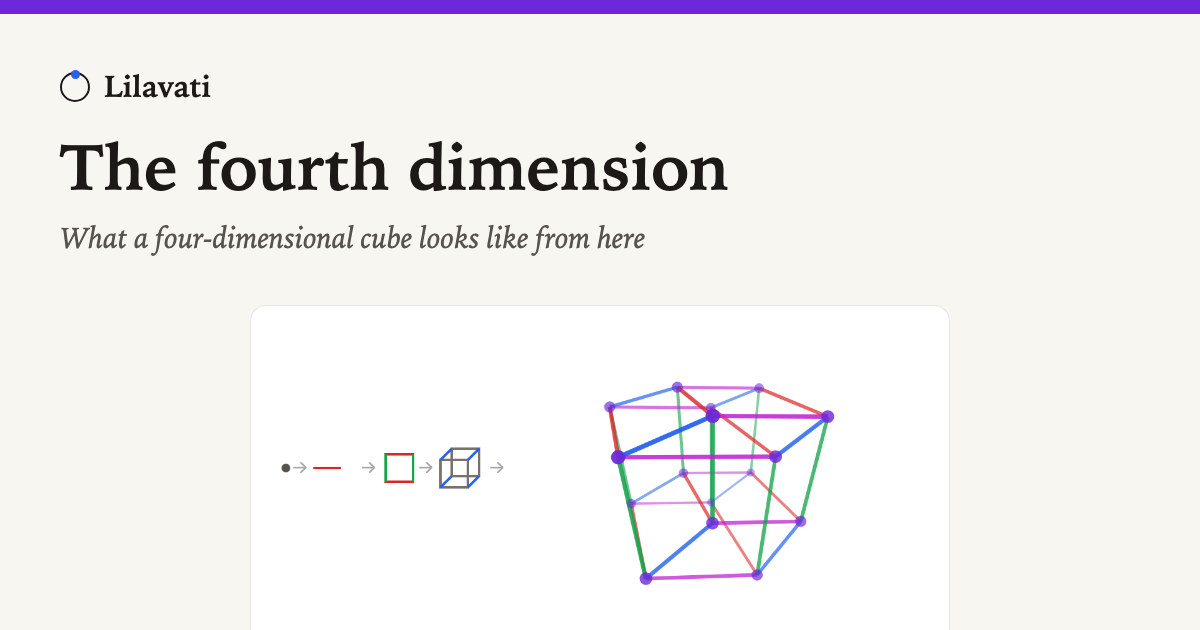 Lilavati
The fourth dimension
What a four-dimensional cube looks like from here